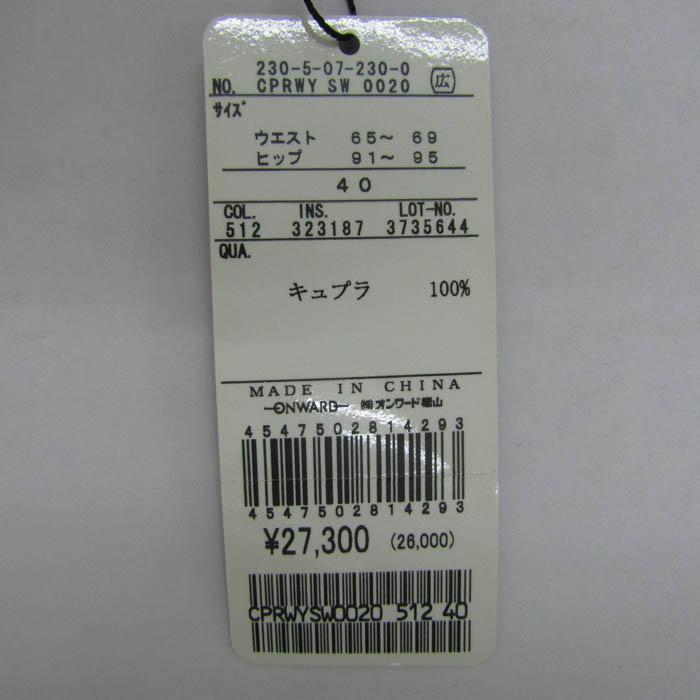 230-5-07-230-0
NO. CPRWY SW 0020 広
サイズ
ウエスト 65〜 69
ヒップ 91〜 95
40
COL. INS. LOT-NO.
512 323187 3735644
QUA.
キュプラ 100%
MADE IN CHINA
ONWARD ㈱オンワード樫山
4547502814293
4547502814293
¥27,300 (26,000)
CPRWYSW0020 512 40